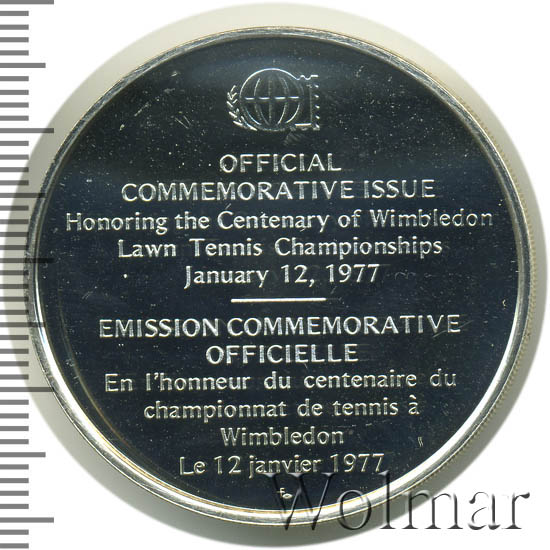 OFFICIAL
COMMEMORATIVE ISSUE
Honoring the Centenary of Wimbledon
Lawn Tennis Championships
January 12, 1977
EMISSION COMMEMORATIVE
OFFICIELLE
En l'honneur du centenaire du
championnat de tennis à
Wimbledon
Le 12 janvier 1977
Wolmar